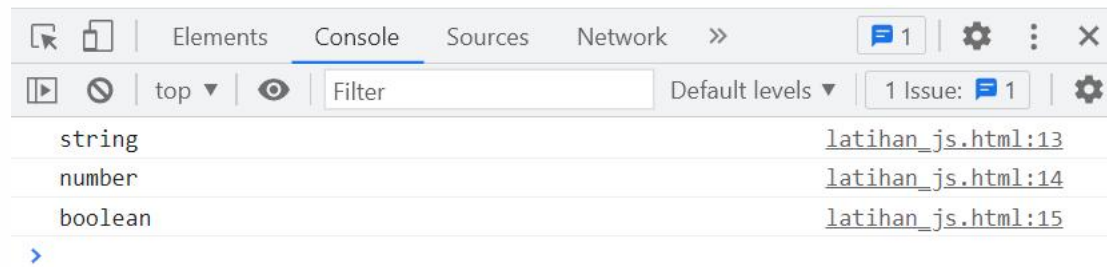 Elements Console Sources Network » 1
top ▼ Filter Default levels ▼ 1 Issue: 1
string latihan_js.html:13
number latihan_js.html:14
boolean latihan_js.html:15
>